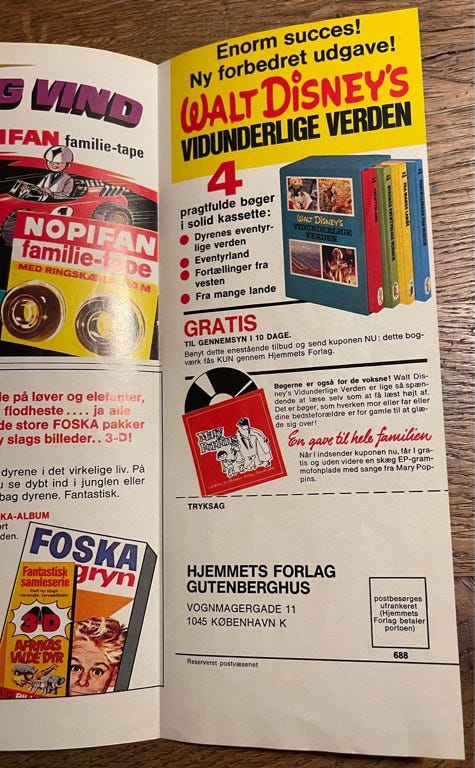 G VIND
IFAN familie-tape
NOPIFAN
familie-tape
MED RINGSKÆ
M
de på løver og elefanter,
flodheste.... ja alle
de store FOSKA pakker
slags billeder.. 3-D!
dyrene i det virkelige liv. På
u se dybt ind i junglen eller
bag dyrene. Fantastisk.
KA-ALBUM
ort
den.
FOSKA
gryn
Fantastisk
samleserie
3-D
AFRIKAS
VILDE DYR
Enorm succes!
Ny forbedret udgave!
WALT DISNEY'S
VIDUNDERLIGE VERDEN
4
pragtfulde bøger
i solid kassette:
Dyrenes eventyr-
lige verden
Eventyrland
Fortællinger fra
vesten
Fra mange lande
WALT DISNEY'S
VIDUNDERLIGE
VERDEN
GRATIS
TIL GENNEMSYN I 10 DAGE.
Benyt dette enestående tilbud og send kuponen NU: dette bog-
værk fås KUN gennem Hjemmets Forlag.
Bøgerne er også for de voksne! Walt Dis-
ney's Vidunderlige Verden er lige så spæn-
dende at læse selv som at få læst højt af.
Det er bøger, som hverken mor eller far eller
dine bedsteforældre er for gamle til at glæ-
de sig over!
En gave til hele familien
Når I indsender kuponen nu, får I gra-
tis og uden videre en skæg EP-gram-
mofonplade med sange fra Mary Pop-
pins.
MARY
POPPINS
TRYKSAG
HJEMMETS FORLAG
GUTENBERGHUS
VOGNMAGERGADE 11
1045 KØBENHAVN K
postbesørges
ufrankeret
(Hjemmets
Forlag betaler
portoen)
688
Reserveret postvæsenet